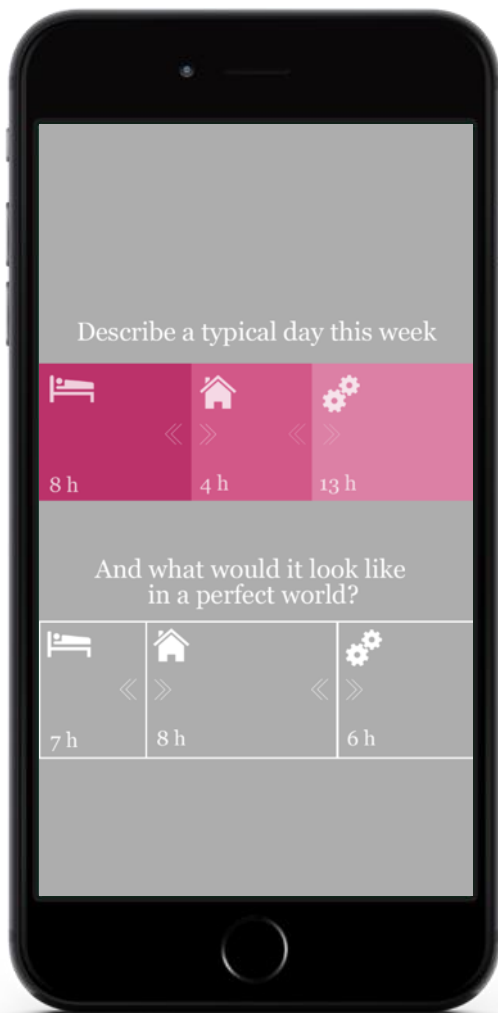 Describe a typical day this week
8 h
4 h
13 h
And what would it look like
in a perfect world?
7 h
8 h
6 h